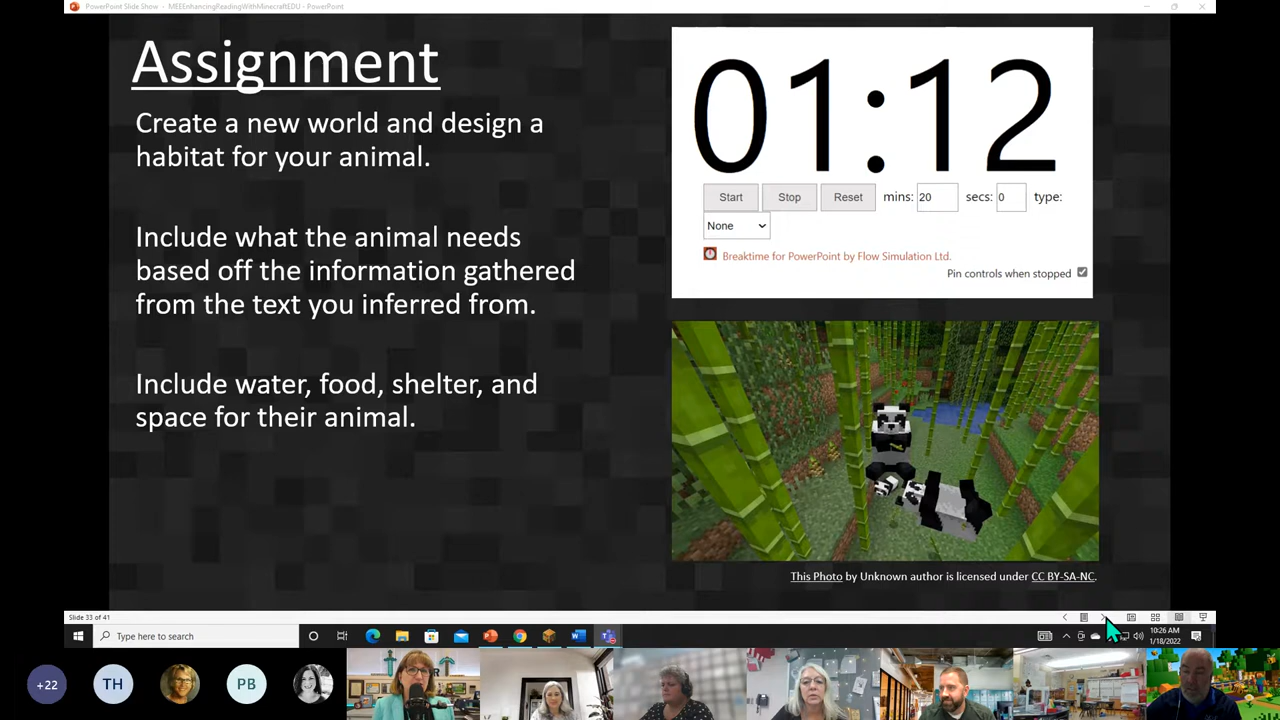 PowerPoint Slide Show - MEEEnhancingReadingWithMinecraftEDU - PowerPoint
Assignment
Create a new world and design a
habitat for your animal.
Include what the animal needs
based off the information gathered
from the text you inferred from.
Include water, food, shelter, and
space for their animal.
01:12
Start Stop Reset mins: 20 secs: 0 type:
None
Breaktime for PowerPoint by Flow Simulation Ltd.
Pin controls when stopped
This Photo by Unknown author is licensed under CC BY-SA-NC.
Slide 33 of 41
Type here to search
10:26 AM
1/18/2022
+22
TH
PB